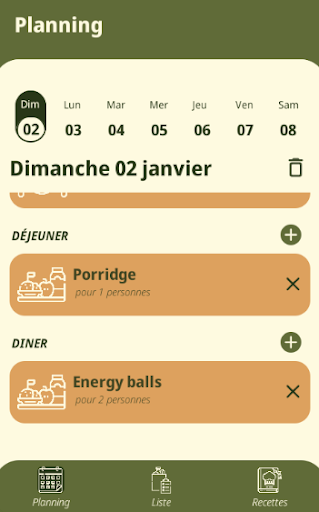 Planning
Dim Lun Mar Mer Jeu Ven Sam
02 03 04 05 06 07 08
Dimanche 02 janvier
DÉJEUNER
Porridge
pour 1 personnes
DINER
Energy balls
pour 2 personnes
Planning Liste Recettes